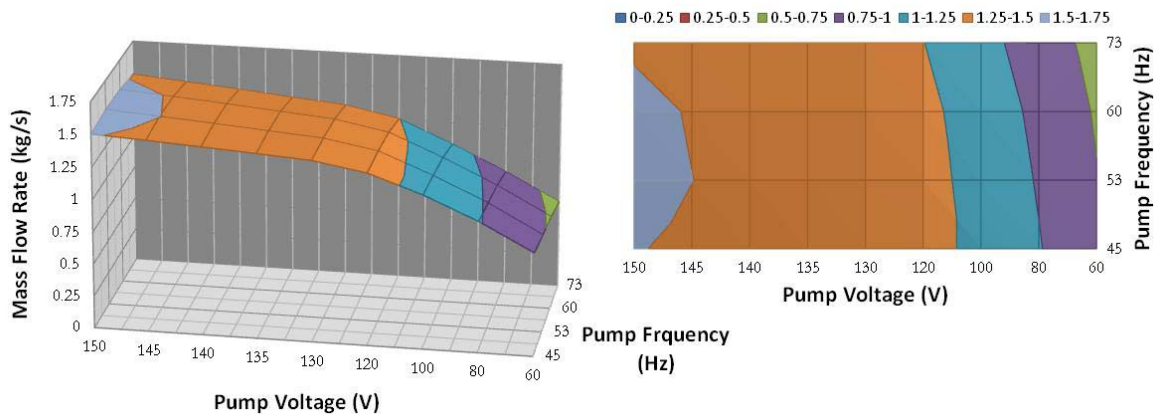 1.75
1.5
1.25
1
0.75
0.5
0.25
0
Mass Flow Rate (kg/s)
150 145 140 135 130 120 100 80 60
Pump Voltage (V)
73
60
53
45
Pump Frquency
(Hz)
0-0.25 0.25-0.5 0.5-0.75 0.75-1 1-1.25 1.25-1.5 1.5-1.75
73
60
53
45
Pump Frequency (Hz)
150 145 140 135 130 120 100 80 60
Pump Voltage (V)